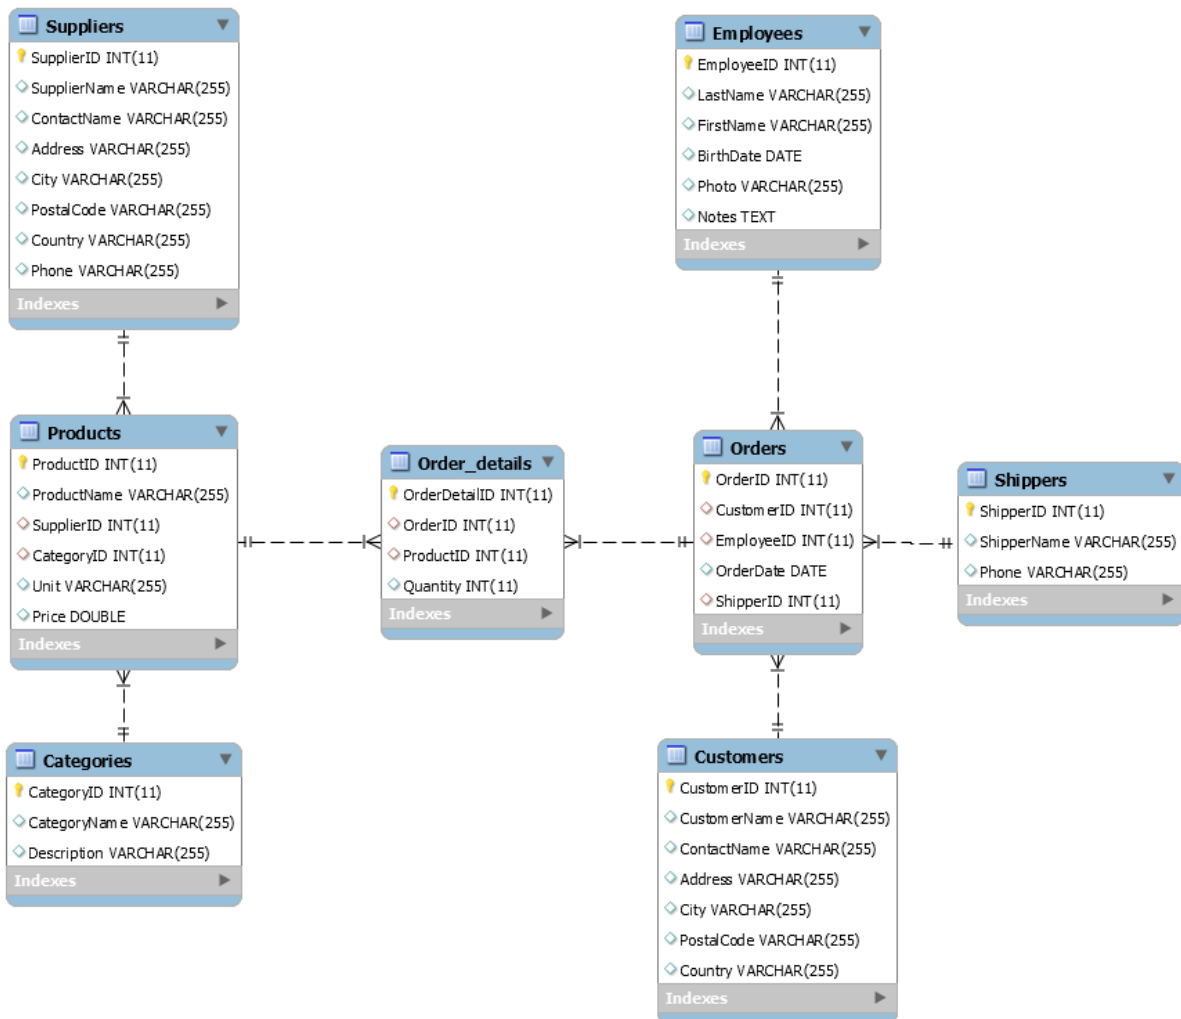 Suppliers
SupplierID INT(11)
SupplierName VARCHAR(255)
ContactName VARCHAR(255)
Address VARCHAR(255)
City VARCHAR(255)
PostalCode VARCHAR(255)
Country VARCHAR(255)
Phone VARCHAR(255)
Indexes
Employees
EmployeeID INT(11)
LastName VARCHAR(255)
FirstName VARCHAR(255)
BirthDate DATE
Photo VARCHAR(255)
Notes TEXT
Indexes
Products
ProductID INT(11)
ProductName VARCHAR(255)
SupplierID INT(11)
CategoryID INT(11)
Unit VARCHAR(255)
Price DOUBLE
Indexes
Order_details
OrderDetailID INT(11)
OrderID INT(11)
ProductID INT(11)
Quantity INT(11)
Indexes
Orders
OrderID INT(11)
CustomerID INT(11)
EmployeeID INT(11)
OrderDate DATE
ShipperID INT(11)
Indexes
Shippers
ShipperID INT(11)
ShipperName VARCHAR(255)
Phone VARCHAR(255)
Indexes
Categories
CategoryID INT(11)
CategoryName VARCHAR(255)
Description VARCHAR(255)
Indexes
Customers
CustomerID INT(11)
CustomerName VARCHAR(255)
ContactName VARCHAR(255)
Address VARCHAR(255)
City VARCHAR(255)
PostalCode VARCHAR(255)
Country VARCHAR(255)
Indexes